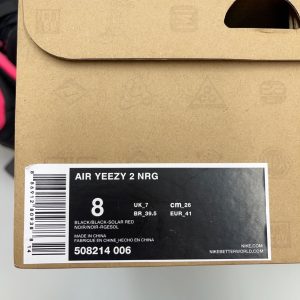 AIR YEEZY 2 NRG
8
UK_7 cm_26
BR_39.5 EUR_41
BLACK/BLACK-SOLAR RED
NOIR/NOIR-RGESOL
MADE IN CHINA
FABRIQUE EN CHINE_HECHO EN CHINA
508214 006
NIKE.COM
NIKEBETTERWORLD.COM